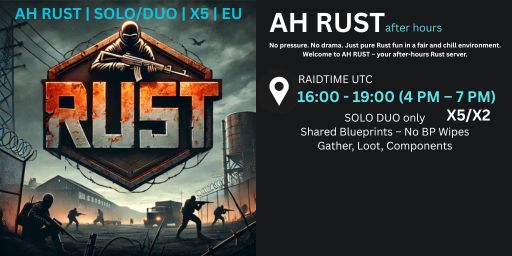 AH RUST | SOLO/DUO | X5 | EU
RUST
AH RUST after hours
No pressure. No drama. Just pure Rust fun in a fair and chill environment.
Welcome to AH RUST – your after-hours Rust server.
RAIDTIME UTC
16:00 - 19:00 (4 PM – 7 PM)
SOLO DUO only X5/X2
Shared Blueprints – No BP Wipes
Gather, Loot, Components